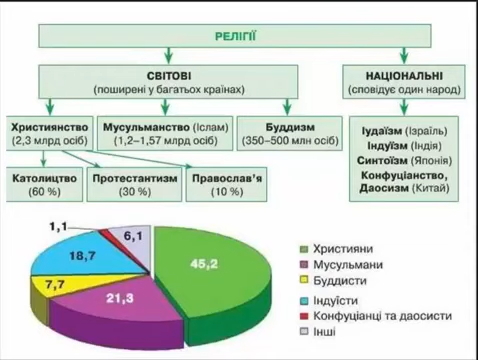 РЕЛІГІЇ
СВІТОВІ
(поширені у багатьох країнах)
НАЦІОНАЛЬНІ
(сповідує один народ)
Християнство
(2,3 млрд осіб)
Мусульманство (Іслам)
(1,2–1,57 млрд осіб)
Буддизм
(350–500 млн осіб)
Іудаїзм (Ізраїль)
Індуїзм (Індія)
Синтоїзм (Японія)
Конфуціанство,
Даосизм (Китай)
Католицтво
(60 %)
Протестантизм
(30 %)
Православ'я
(10 %)
1,1
6,1
18,7
45,2
7,7
21,3
Християни
Мусульмани
Буддисти
Індуїсти
Конфуціанці та даосисти
Інші